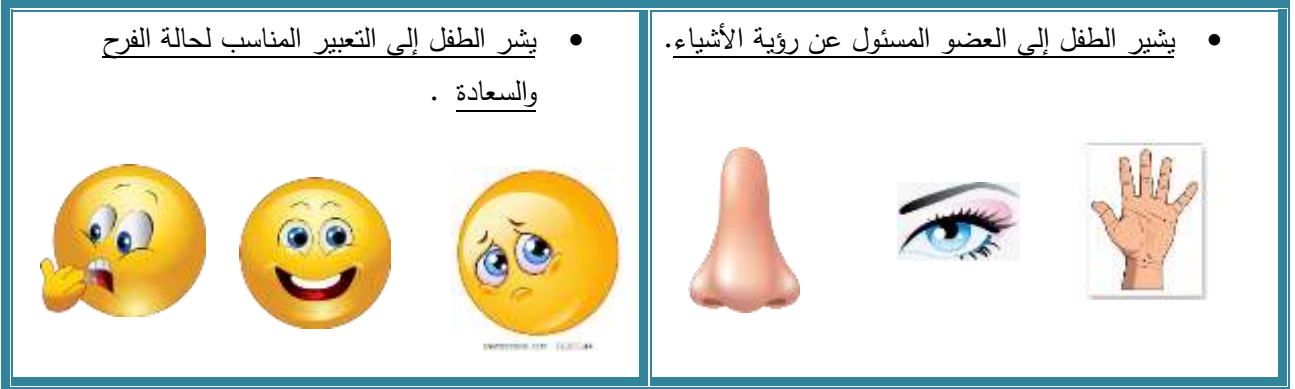 • يشير الطفل إلى العضو المسئول عن رؤية الأشياء.
• يشر الطفل إلى التعبير المناسب لحالة الفرح
والسعادة .